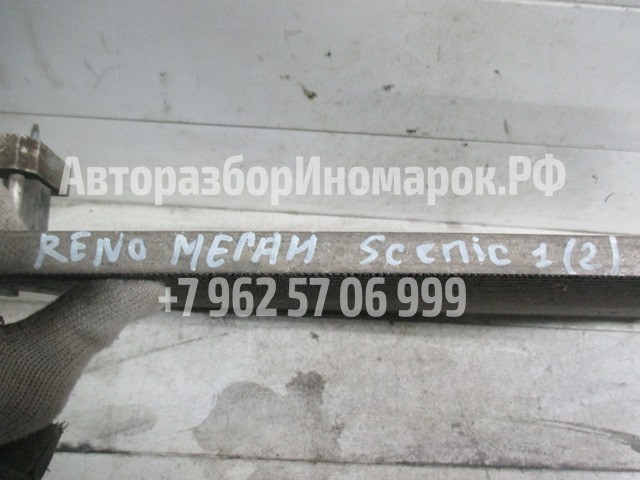 АвторазборИномарок.РФ
RENO МЕГАН Scenic 1 (2)
+7 962 57 06 999